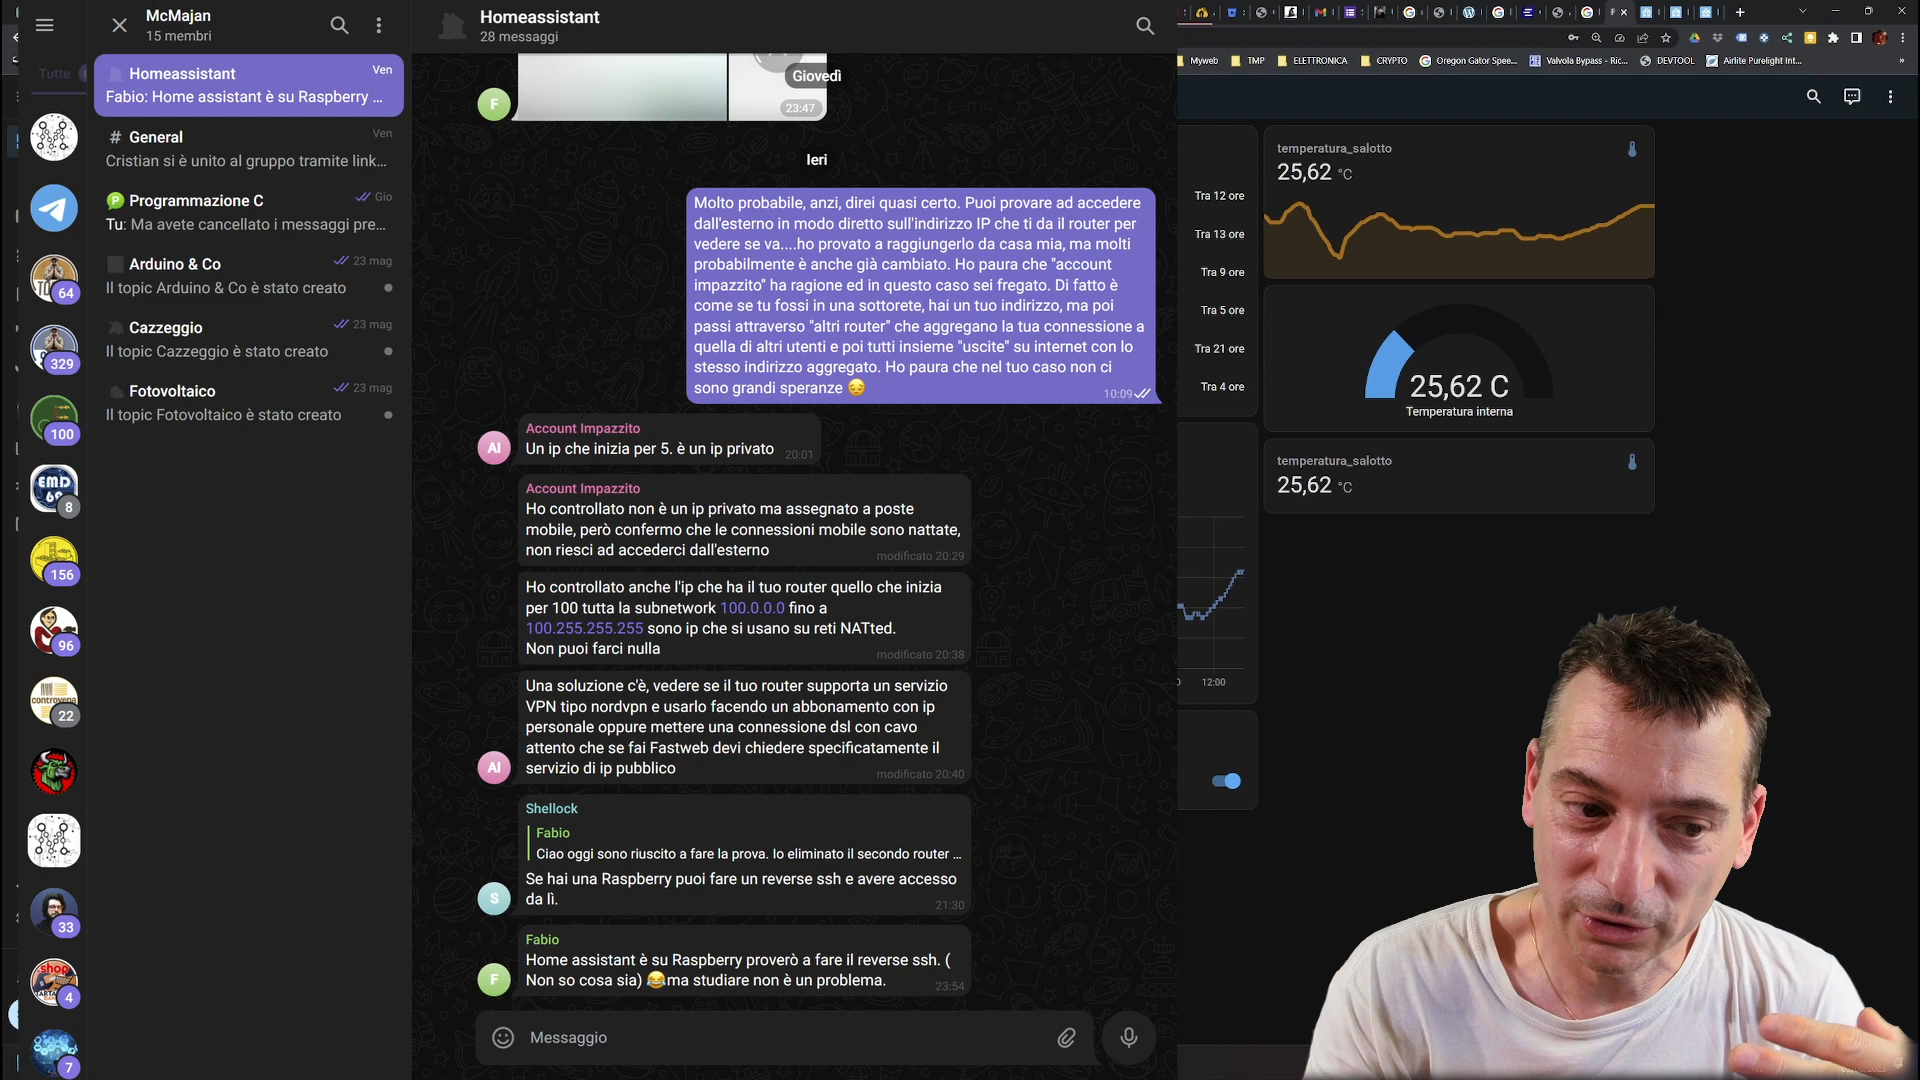 McMajan
15 membri
Tutte
Homeassistant
Ven
Fabio: Home assistant è su Raspberry ...
# General
Ven
Cristian si è unito al gruppo tramite link...
Programmazione C
Gio
Tu: Ma avete cancellato i messaggi pre...
Arduino & Co
23 mag
Il topic Arduino & Co è stato creato
Cazzeggio
23 mag
Il topic Cazzeggio è stato creato
Fotovoltaico
23 mag
Il topic Fotovoltaico è stato creato
64
329
100
EMD
69
8
156
96
controvena
22
33
shop
4
7
Homeassistant
28 messaggi
Giovedì
F
23:47
Ieri
Molto probabile, anzi, direi quasi certo. Puoi provare ad accedere
dall'esterno in modo diretto sull'indirizzo IP che ti da il router per
vedere se va....ho provato a raggiungerlo da casa mia, ma molti
probabilmente è anche già cambiato. Ho paura che "account
impazzito" ha ragione ed in questo caso sei fregato. Di fatto è
come se tu fossi in una sottorete, hai un tuo indirizzo, ma poi
passi attraverso "altri router" che aggregano la tua connessione a
quella di altri utenti e poi tutti insieme "uscite" su internet con lo
stesso indirizzo aggregato. Ho paura che nel tuo caso non ci
sono grandi speranze 😔
10:09
Account Impazzito
AI
Un ip che inizia per 5. è un ip privato
20:01
Account Impazzito
Ho controllato non è un ip privato ma assegnato a poste
mobile, però confermo che le connessioni mobile sono nattate,
non riesci ad accederci dall'esterno
modificato 20:29
Ho controllato anche l'ip che ha il tuo router quello che inizia
per 100 tutta la subnetwork 100.0.0.0 fino a
100.255.255.255 sono ip che si usano su reti NATted.
Non puoi farci nulla
modificato 20:38
Una soluzione c'è, vedere se il tuo router supporta un servizio
VPN tipo nordvpn e usarlo facendo un abbonamento con ip
personale oppure mettere una connessione dsl con cavo
attento che se fai Fastweb devi chiedere specificatamente il
servizio di ip pubblico
modificato 20:40
AI
Shellock
Fabio
Ciao oggi sono riuscito a fare la prova. Io eliminato il secondo router ...
Se hai una Raspberry puoi fare un reverse ssh e avere accesso
da lì.
21:30
S
Fabio
Home assistant è su Raspberry proverò a fare il reverse ssh. (
Non so cosa sia) 😂ma studiare non è un problema.
23:54
F
Messaggio
Myweb
TMP
ELETTRONICA
CRYPTO
Oregon Gator Spee...
Valvola Bypass - Ric...
DEVTOOL
Airlite Purelight Int...
»
Tra 12 ore
Tra 13 ore
Tra 9 ore
Tra 5 ore
Tra 21 ore
Tra 4 ore
12:00
temperatura_salotto
25,62 °C
25,62 C
Temperatura interna
temperatura_salotto
25,62 °C